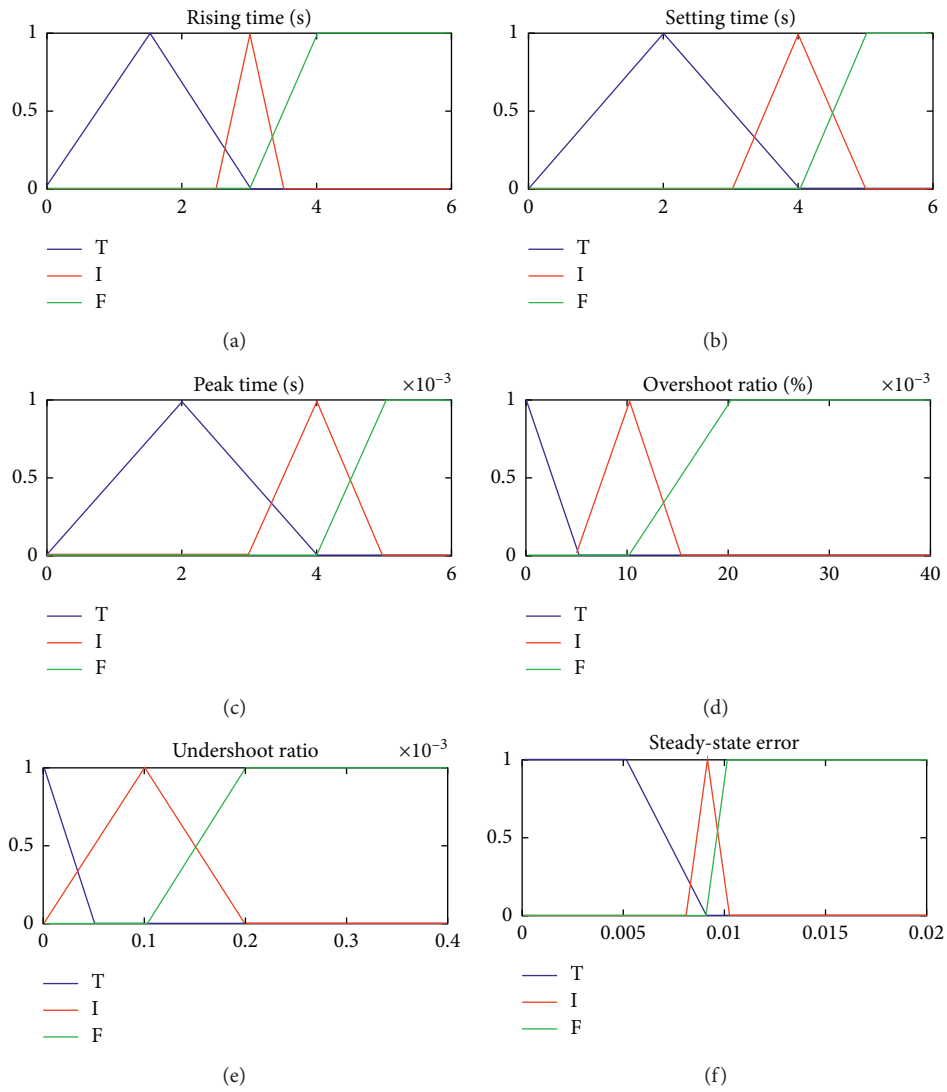 Rising time (s)
1
0.5
0
0 2 4 6
T
I
F
(a)
Setting time (s)
1
0.5
0
0 2 4 6
T
I
F
(b)
Peak time (s) ×10⁻³
1
0.5
0
0 2 4 6
T
I
F
(c)
Overshoot ratio (%) ×10⁻³
1
0.5
0
0 10 20 30 40
T
I
F
(d)
Undershoot ratio ×10⁻³
1
0.5
0
0 0.1 0.2 0.3 0.4
T
I
F
(e)
Steady-state error
1
0.5
0
0 0.005 0.01 0.015 0.02
T
I
F
(f)